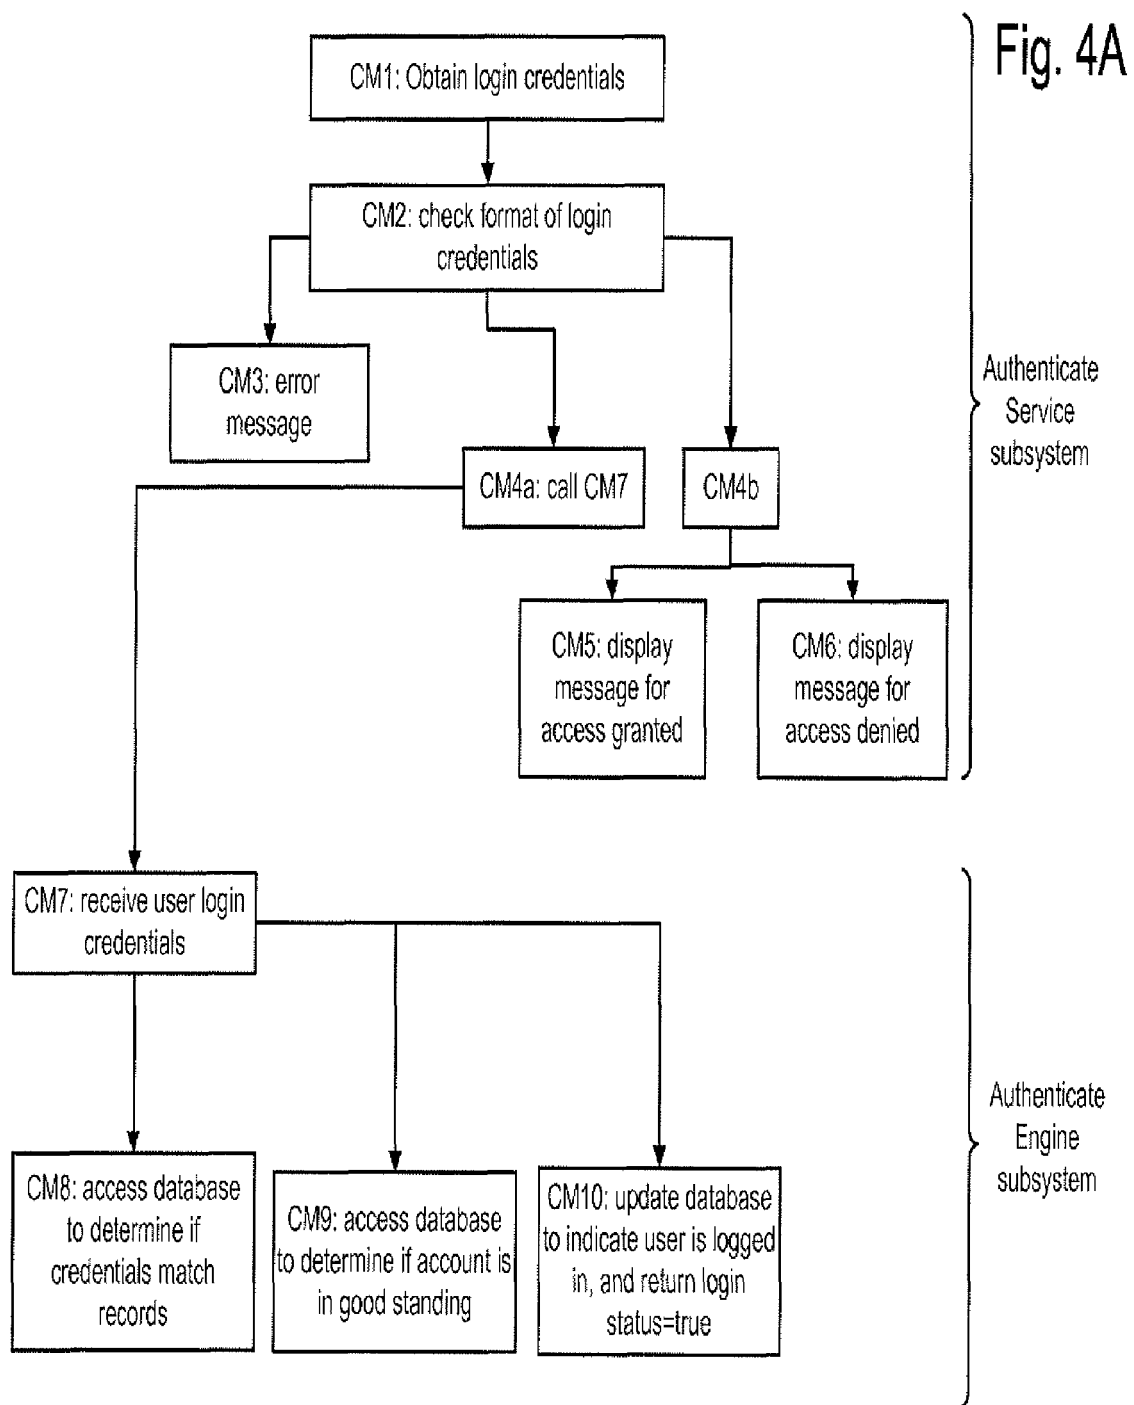 Fig. 4A
CM1: Obtain login credentials
CM2: check format of login
credentials
CM3: error
message
CM4a: call CM7
CM4b
CM5: display
message for
access granted
CM6: display
message for
access denied
Authenticate
Service
subsystem
CM7: receive user login
credentials
CM8: access database
to determine if
credentials match
records
CM9: access database
to determine if account is
in good standing
CM10: update database
to indicate user is logged
in, and return login
status=true
Authenticate
Engine
subsystem